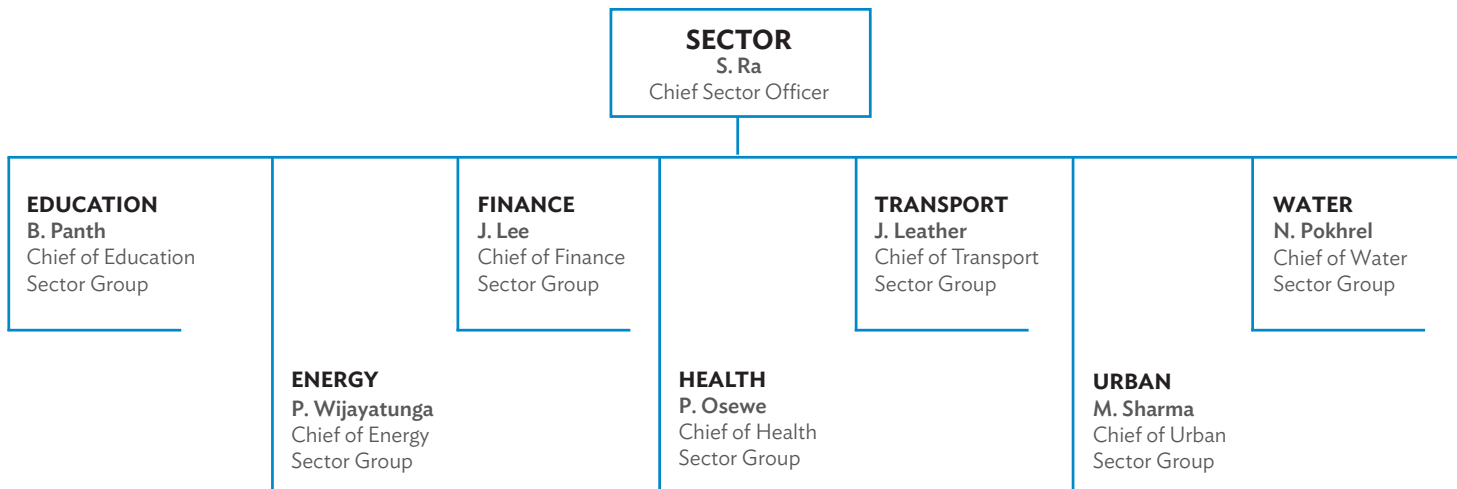 SECTOR
S. Ra
Chief Sector Officer
EDUCATION
B. Panth
Chief of Education
Sector Group
FINANCE
J. Lee
Chief of Finance
Sector Group
TRANSPORT
J. Leather
Chief of Transport
Sector Group
WATER
N. Pokhrel
Chief of Water
Sector Group
ENERGY
P. Wijayatunga
Chief of Energy
Sector Group
HEALTH
P. Osewe
Chief of Health
Sector Group
URBAN
M. Sharma
Chief of Urban
Sector Group